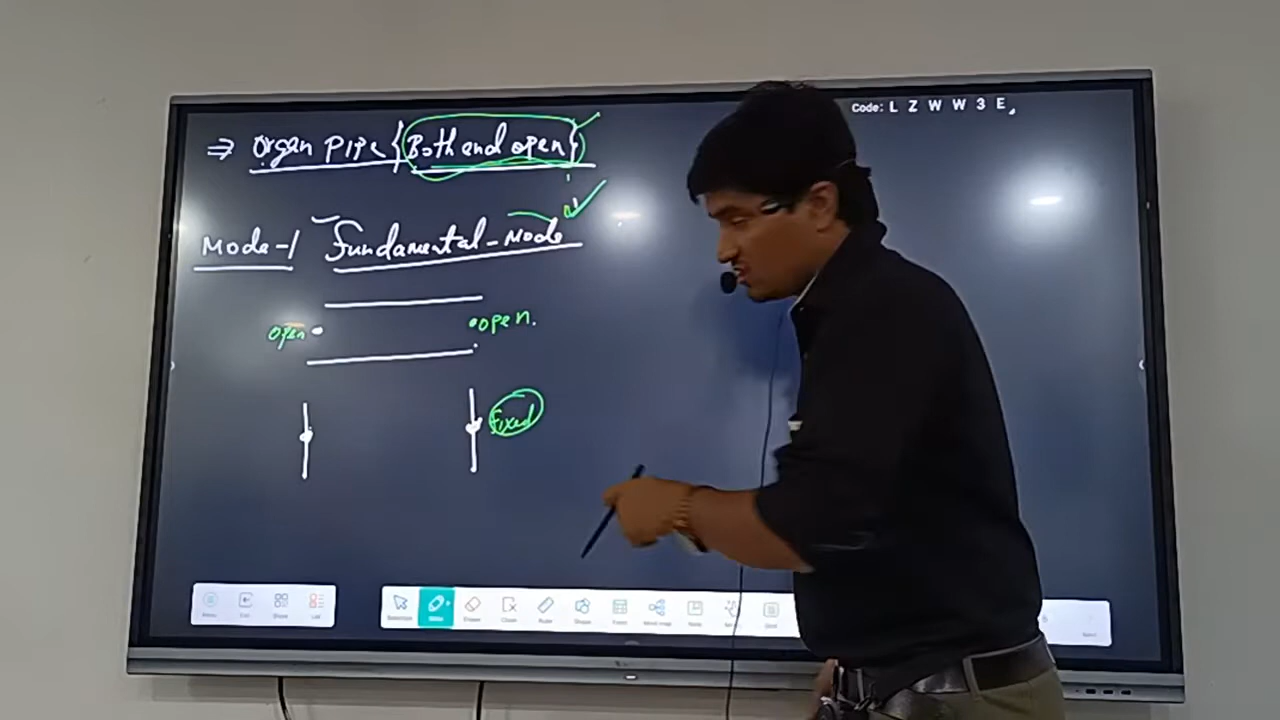 ⇒ Organ Pipe {Both end open}
Code: L Z W W 3 E
Mode-1 Fundamental-Mode
open
open.
fixed